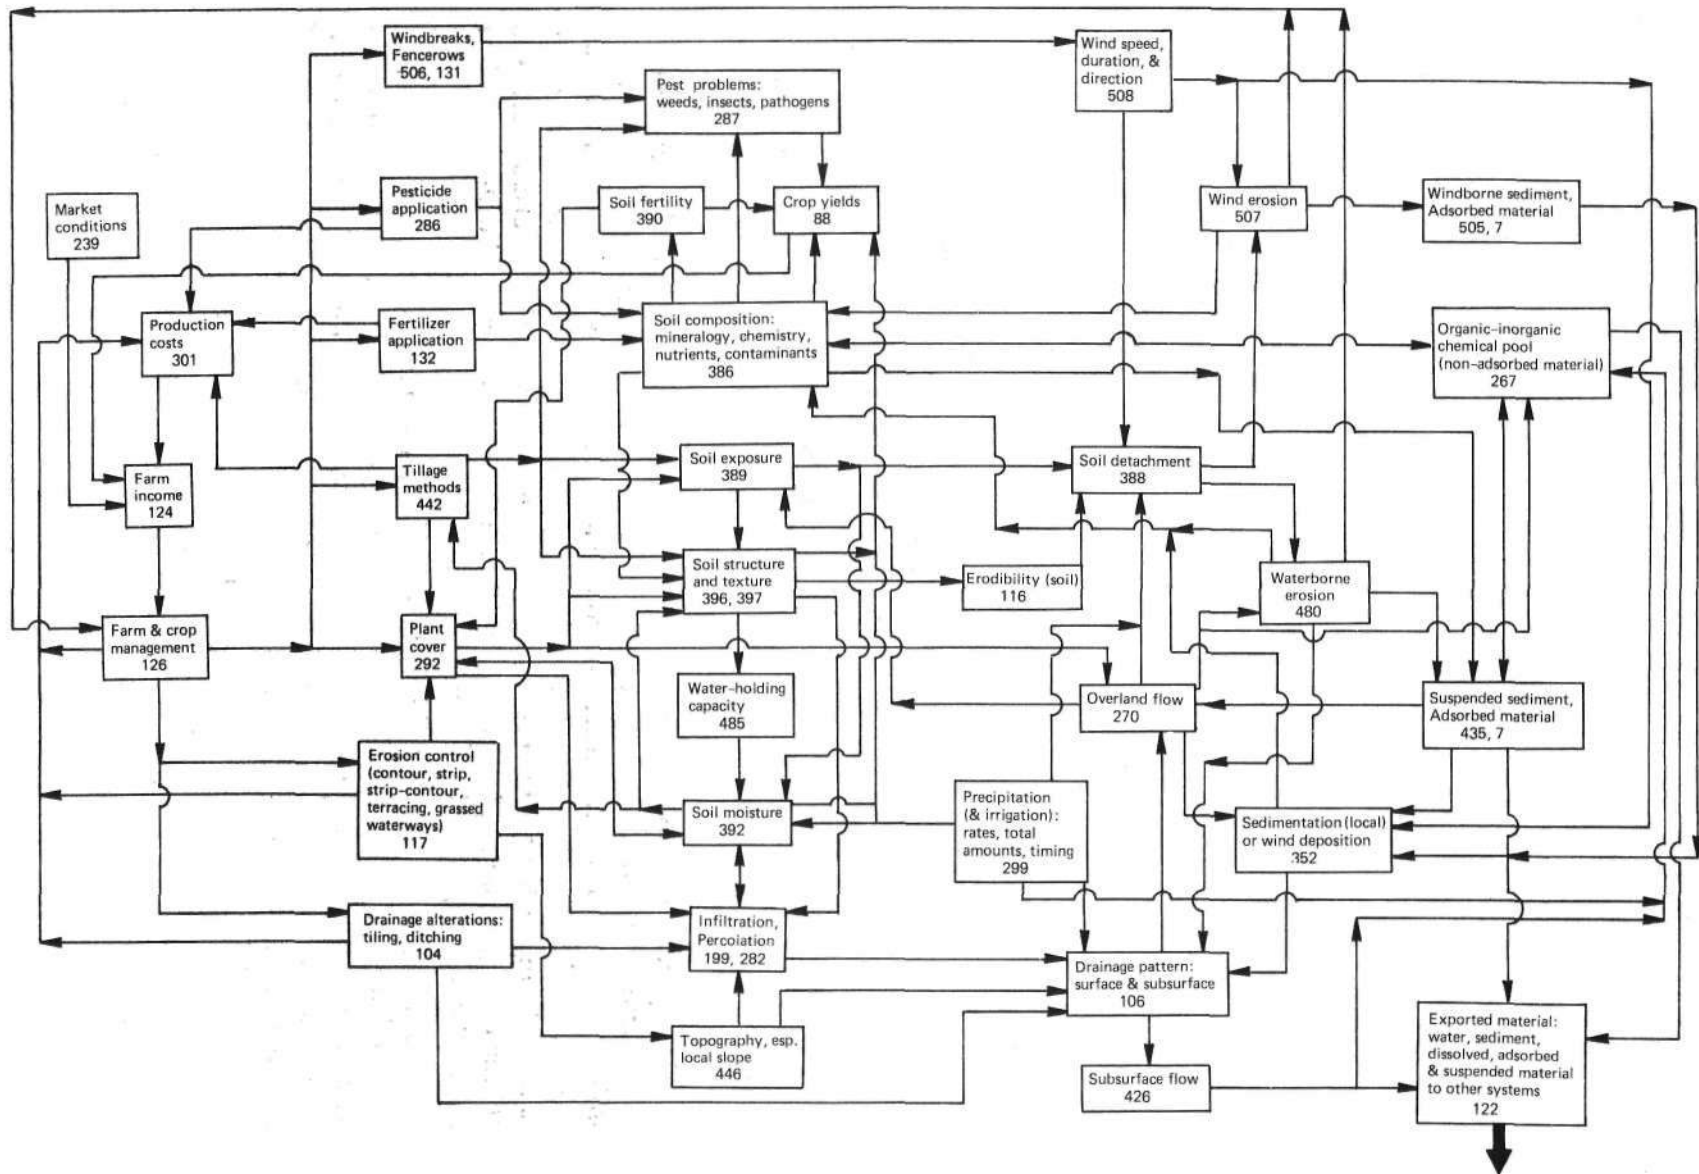 Windbreaks,
Fencerows
506, 131
Wind speed,
duration, &
direction
508
Pest problems:
weeds, insects, pathogens
287
Market
conditions
239
Pesticide
application
286
Soil fertility
390
Crop yields
88
Wind erosion
507
Windborne sediment,
Adsorbed material
505, 7
Production
costs
301
Fertilizer
application
132
Soil composition:
mineralogy, chemistry,
nutrients, contaminants
386
Organic-inorganic
chemical pool
(non-adsorbed material)
267
Farm
income
124
Tillage
methods
442
Soil exposure
389
Soil detachment
388
Soil structure
and texture
396, 397
Erodibility (soil)
116
Waterborne
erosion
480
Farm & crop
management
126
Plant
cover
292
Water-holding
capacity
485
Overland flow
270
Suspended sediment,
Adsorbed material
435, 7
Erosion control
(contour, strip,
strip-contour,
terracing, grassed
waterways)
117
Soil moisture
392
Precipitation
(& irrigation):
rates, total
amounts, timing
299
Sedimentation (local)
or wind deposition
352
Drainage alterations:
tiling, ditching
104
Infiltration,
Percolation
199, 282
Drainage pattern:
surface & subsurface
106
Topography, esp.
local slope
446
Subsurface flow
426
Exported material:
water, sediment,
dissolved, adsorbed
& suspended material
to other systems
122